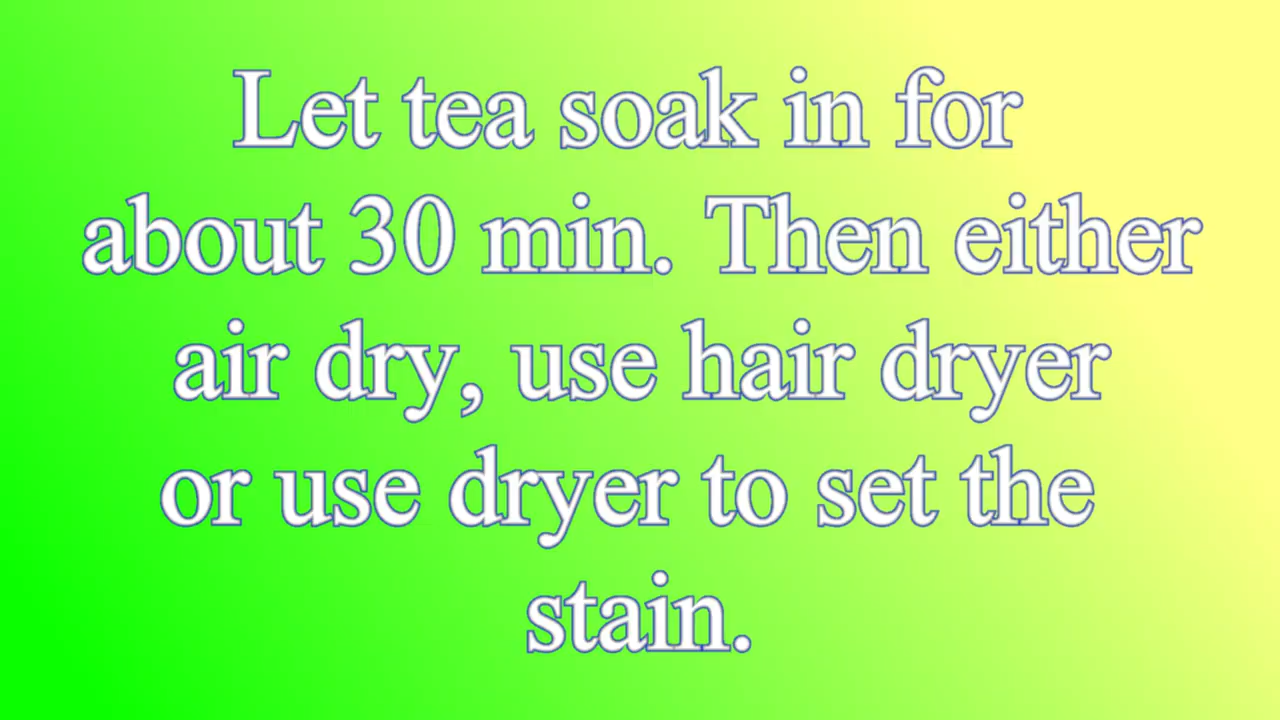 Let tea soak in for
about 30 min. Then either
air dry, use hair dryer
or use dryer to set the
stain.